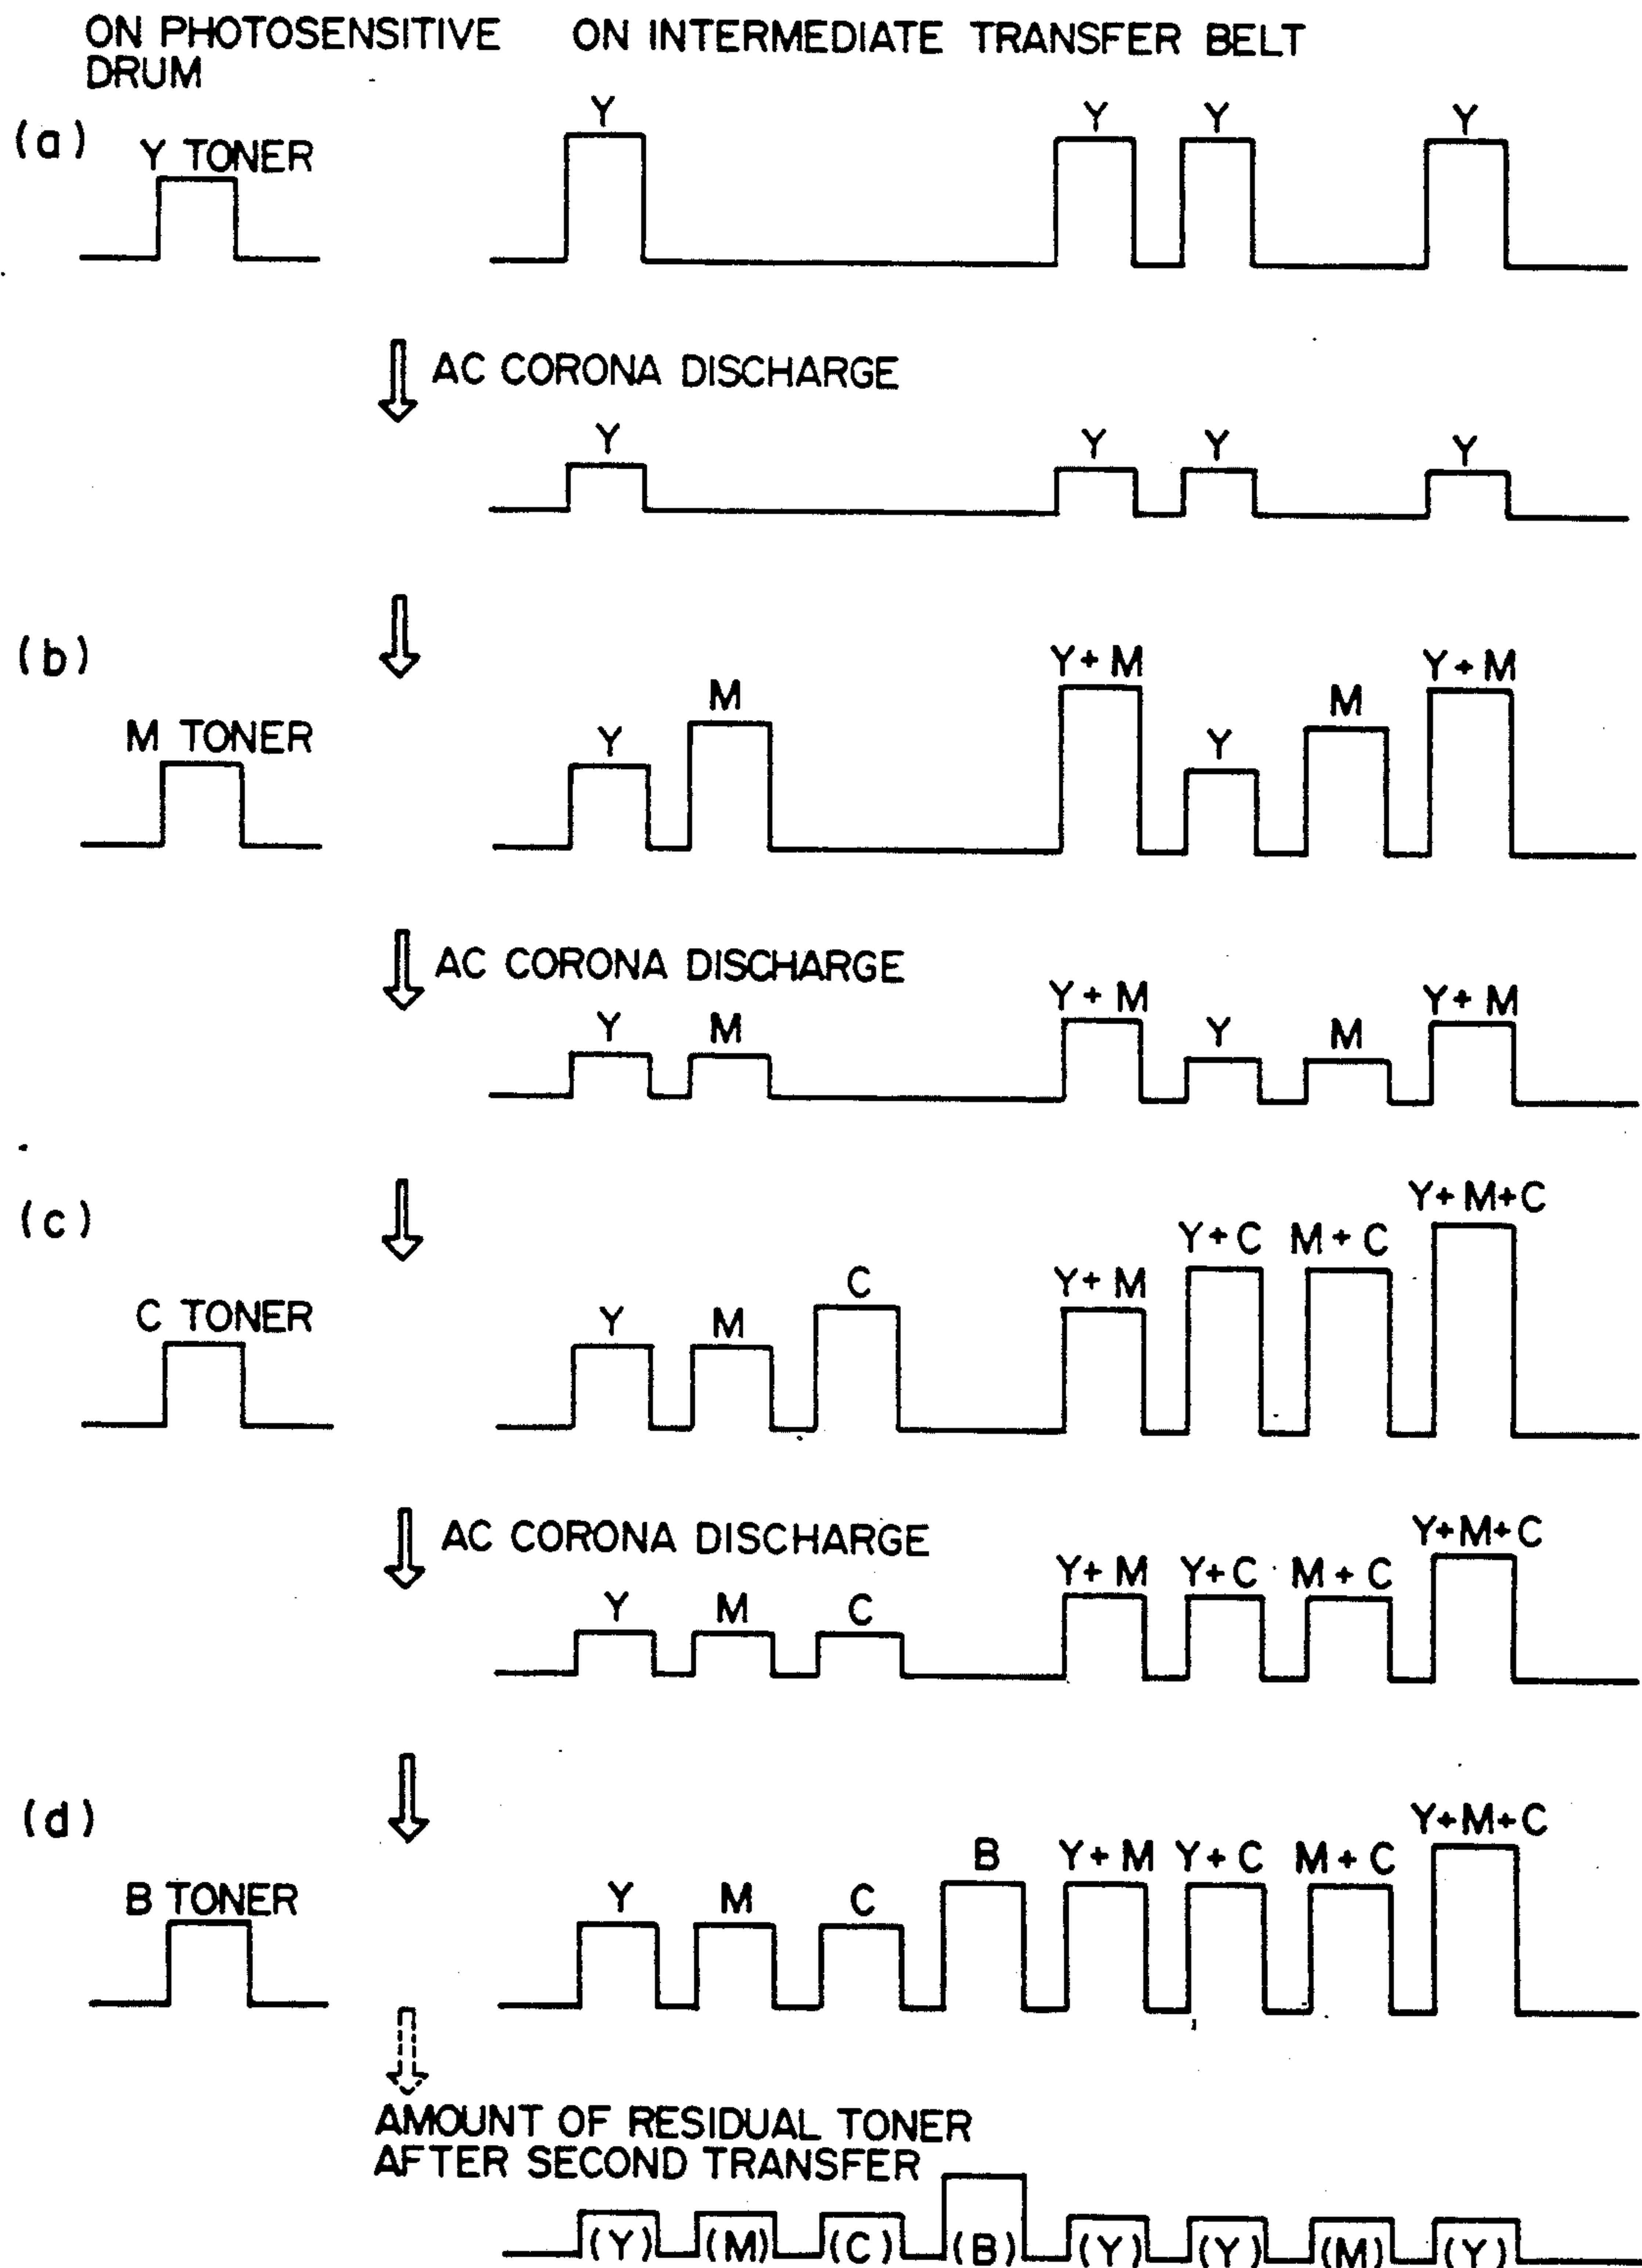 ON PHOTOSENSITIVE DRUM
ON INTERMEDIATE TRANSFER BELT
(a)
Y TONER
Y Y Y Y
AC CORONA DISCHARGE
Y Y Y Y
(b)
M TONER
Y M Y+M Y M Y+M
AC CORONA DISCHARGE
Y M Y+M Y M Y+M
(c)
C TONER
Y M C Y+M Y+C M+C Y+M+C
AC CORONA DISCHARGE
Y M C Y+M Y+C M+C Y+M+C
(d)
B TONER
Y M C B Y+M Y+C M+C Y+M+C
AMOUNT OF RESIDUAL TONER
AFTER SECOND TRANSFER
(Y) (M) (C) (B) (Y) (Y) (M) (Y)